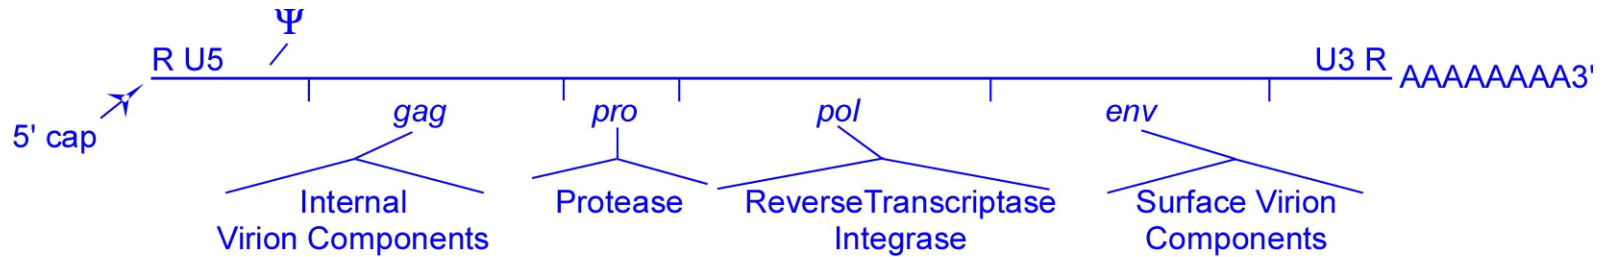 Ψ
R U5
U3 R
AAAAAAAA3'
5' cap
gag
pro
pol
env
Internal
Virion Components
Protease
ReverseTranscriptase
Integrase
Surface Virion
Components